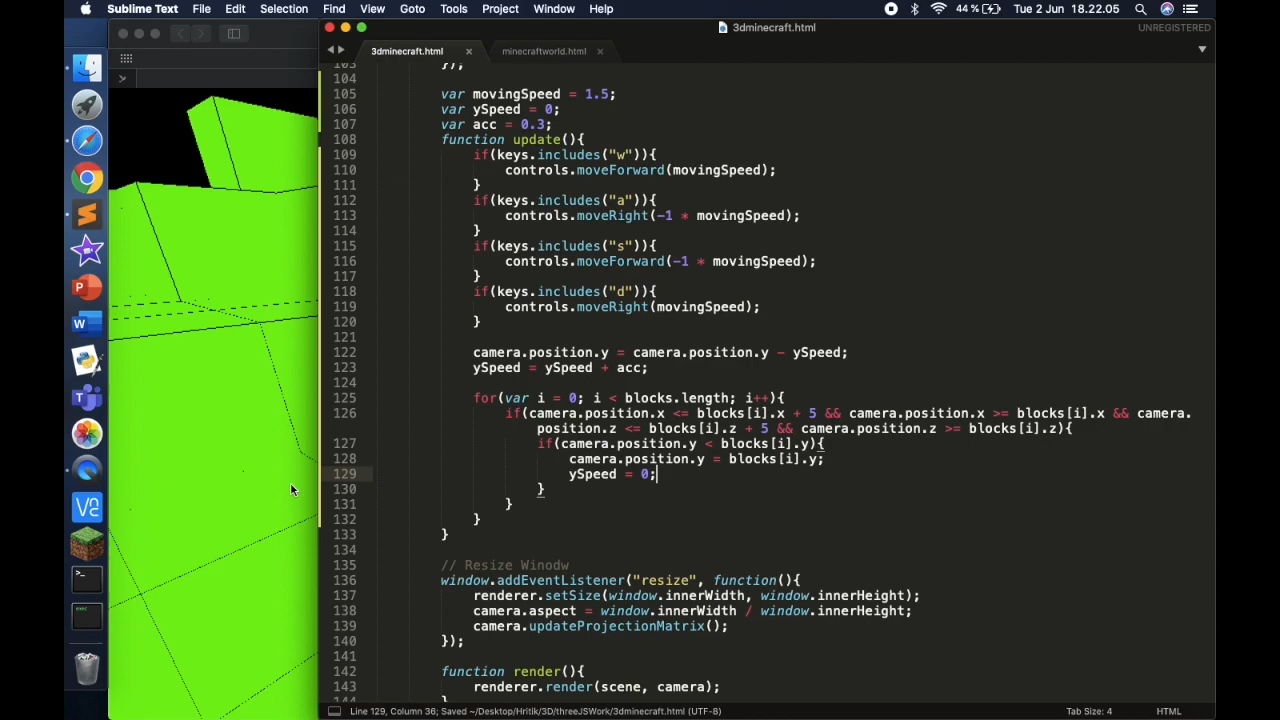 Sublime Text File Edit Selection Find View Goto Tools Project Window Help 44% Tue 2 Jun 18.22.05
3dminecraft.html UNREGISTERED
3dminecraft.html × minecraftworld.html ×
103 });
104
105 var movingSpeed = 1.5;
106 var ySpeed = 0;
107 var acc = 0.3;
108 function update(){
109 if(keys.includes("w")){
110 controls.moveForward(movingSpeed);
111 }
112 if(keys.includes("a")){
113 controls.moveRight(-1 * movingSpeed);
114 }
115 if(keys.includes("s")){
116 controls.moveForward(-1 * movingSpeed);
117 }
118 if(keys.includes("d")){
119 controls.moveRight(movingSpeed);
120 }
121
122 camera.position.y = camera.position.y - ySpeed;
123 ySpeed = ySpeed + acc;
124
125 for(var i = 0; i < blocks.length; i++){
126 if(camera.position.x <= blocks[i].x + 5 && camera.position.x >= blocks[i].x && camera.
position.z <= blocks[i].z + 5 && camera.position.z >= blocks[i].z){
127 if(camera.position.y < blocks[i].y){
128 camera.position.y = blocks[i].y;
129 ySpeed = 0;
130 }
131 }
132 }
133 }
134
135 // Resize Winodw
136 window.addEventListener("resize", function(){
137 renderer.setSize(window.innerWidth, window.innerHeight);
138 camera.aspect = window.innerWidth / window.innerHeight;
139 camera.updateProjectionMatrix();
140 });
141
142 function render(){
143 renderer.render(scene, camera);
144 }
Line 129, Column 36; Saved ~/Desktop/Hritik/3D/threeJSWork/3dminecraft.html (UTF-8) Tab Size: 4 HTML